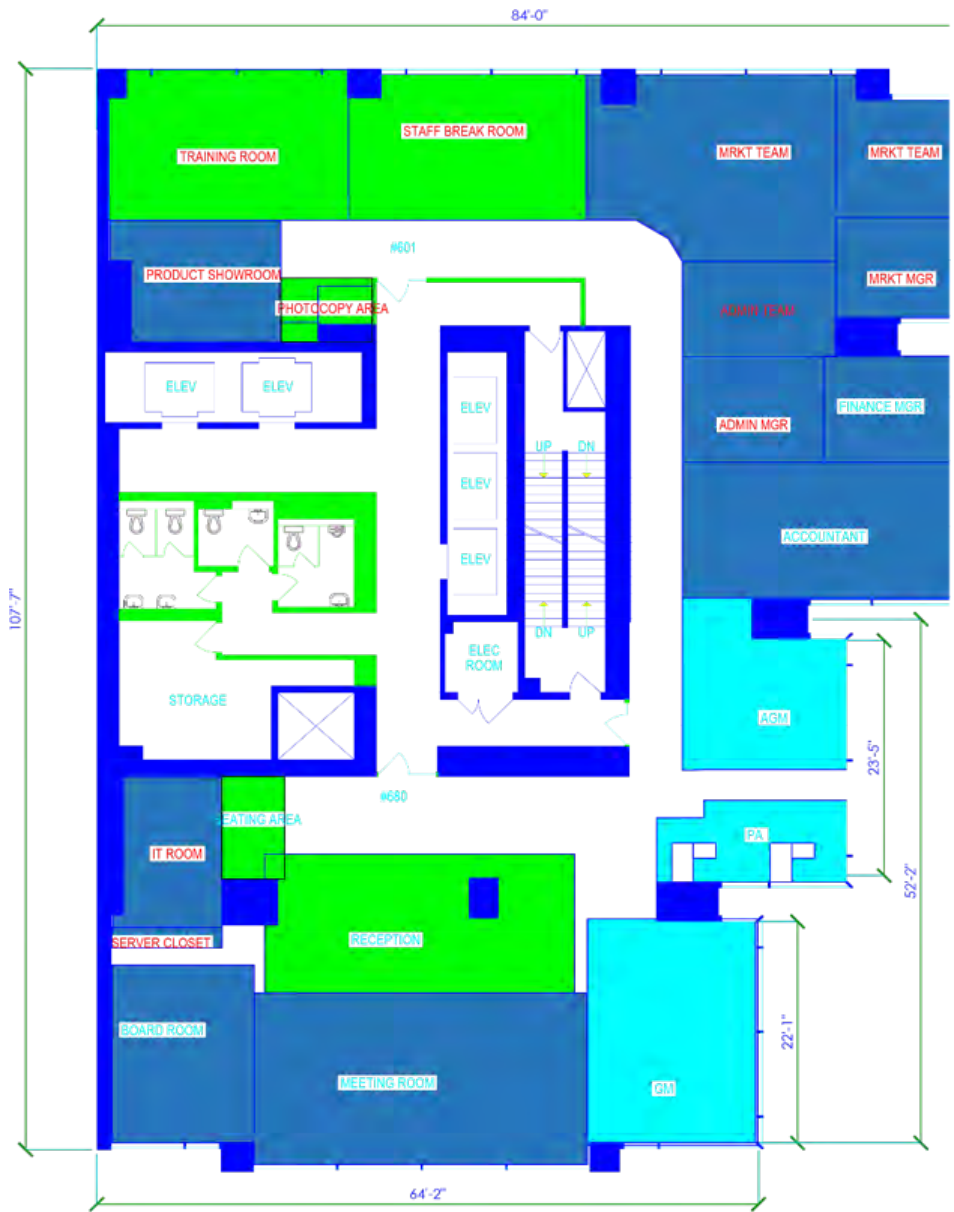 84'-0"
STAFF BREAK ROOM
TRAINING ROOM
MRKT TEAM
MRKT TEAM
#601
PRODUCT SHOWROOM
MRKT MGR
PHOTOCOPY AREA
ADMIN TEAM
ELEV
ELEV
ELEV
FINANCE MGR
ADMIN MGR
UP
DN
ELEV
ACCOUNTANT
ELEV
107'-7"
DN
UP
ELEC
ROOM
STORAGE
AGM
23'-5"
#680
EATING AREA
PA
IT ROOM
52'-2"
RECEPTION
SERVER CLOSET
BOARD ROOM
22'-1"
MEETING ROOM
GM
64'-2"